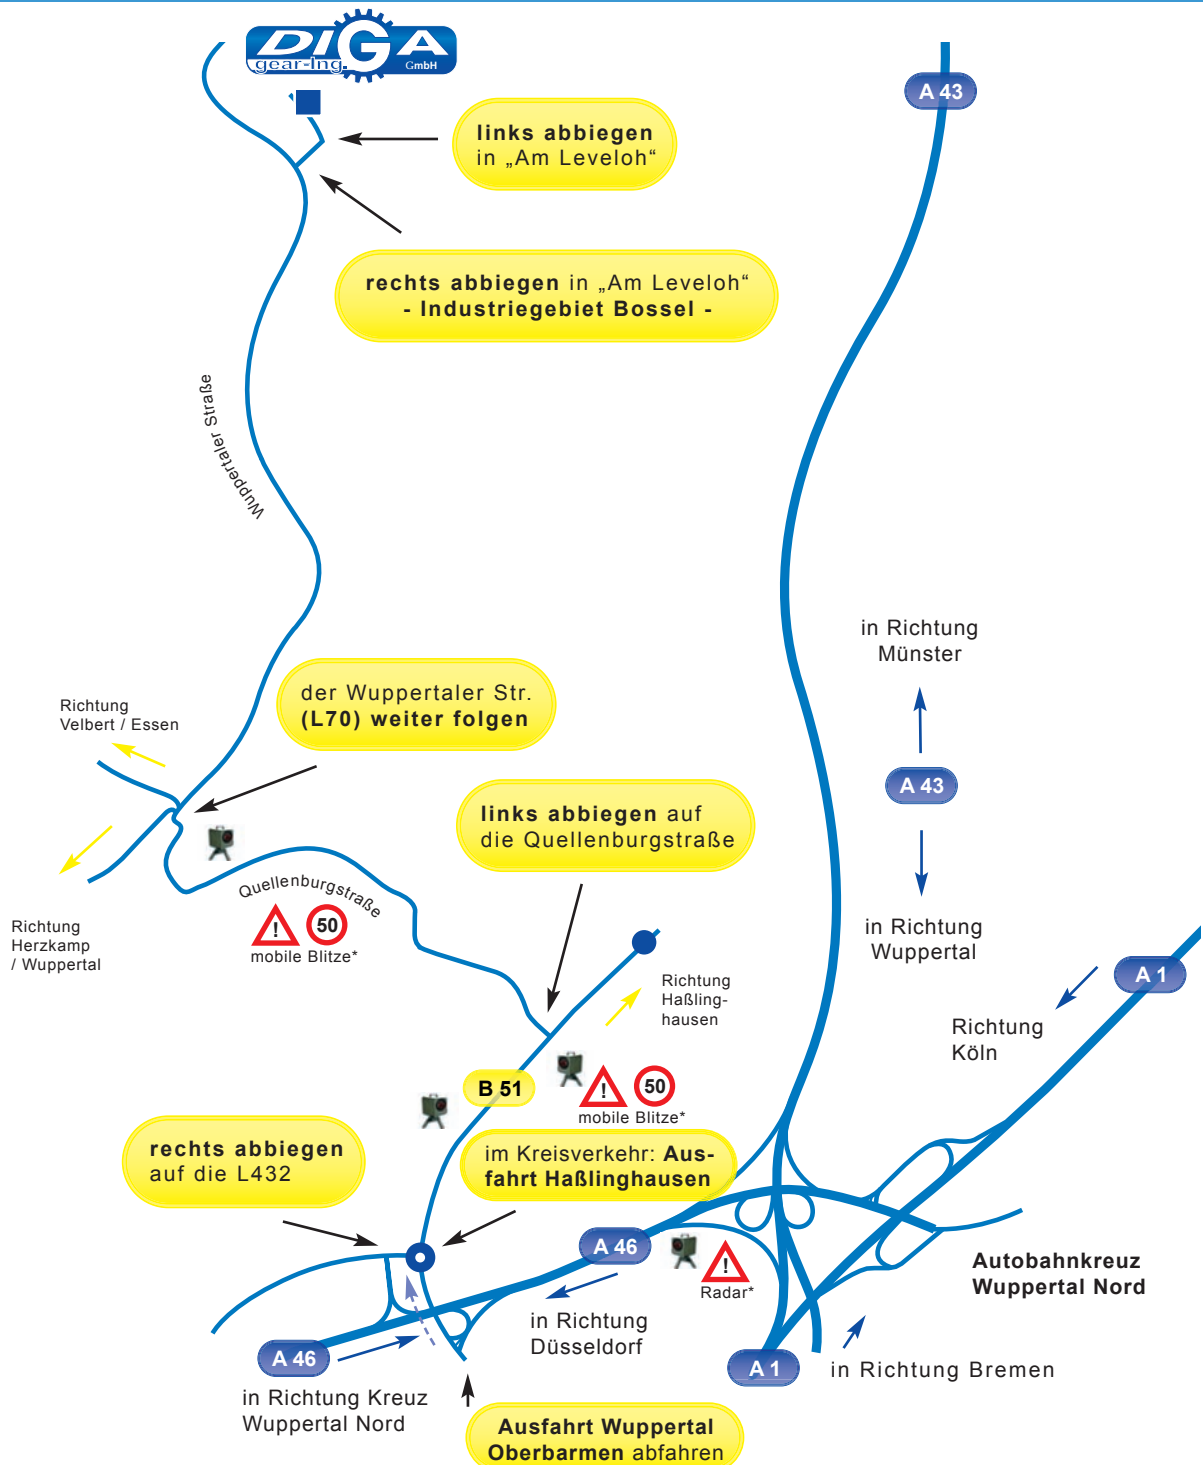 DIGA
gear-Ing.
GmbH
A 43
links abbiegen
in „Am Leveloh“
rechts abbiegen in „Am Leveloh“
- Industriegebiet Bossel -
Wuppertaler Straße
in Richtung
Münster
der Wuppertaler Str.
(L70) weiter folgen
Richtung
Velbert / Essen
A 43
links abbiegen auf
die Quellenburgstraße
Quellenburgstraße
! 50
mobile Blitze*
Richtung
Herzkamp
/ Wuppertal
in Richtung
Wuppertal
A 1
Richtung
Haßling-
hausen
Richtung
Köln
B 51
! 50
mobile Blitze*
rechts abbiegen
auf die L432
im Kreisverkehr: Aus-
fahrt Haßlinghausen
A 46
!
Radar*
Autobahnkreuz
Wuppertal Nord
in Richtung
Düsseldorf
A 46
A 1
in Richtung Bremen
in Richtung Kreuz
Wuppertal Nord
Ausfahrt Wuppertal
Oberbarmen abfahren